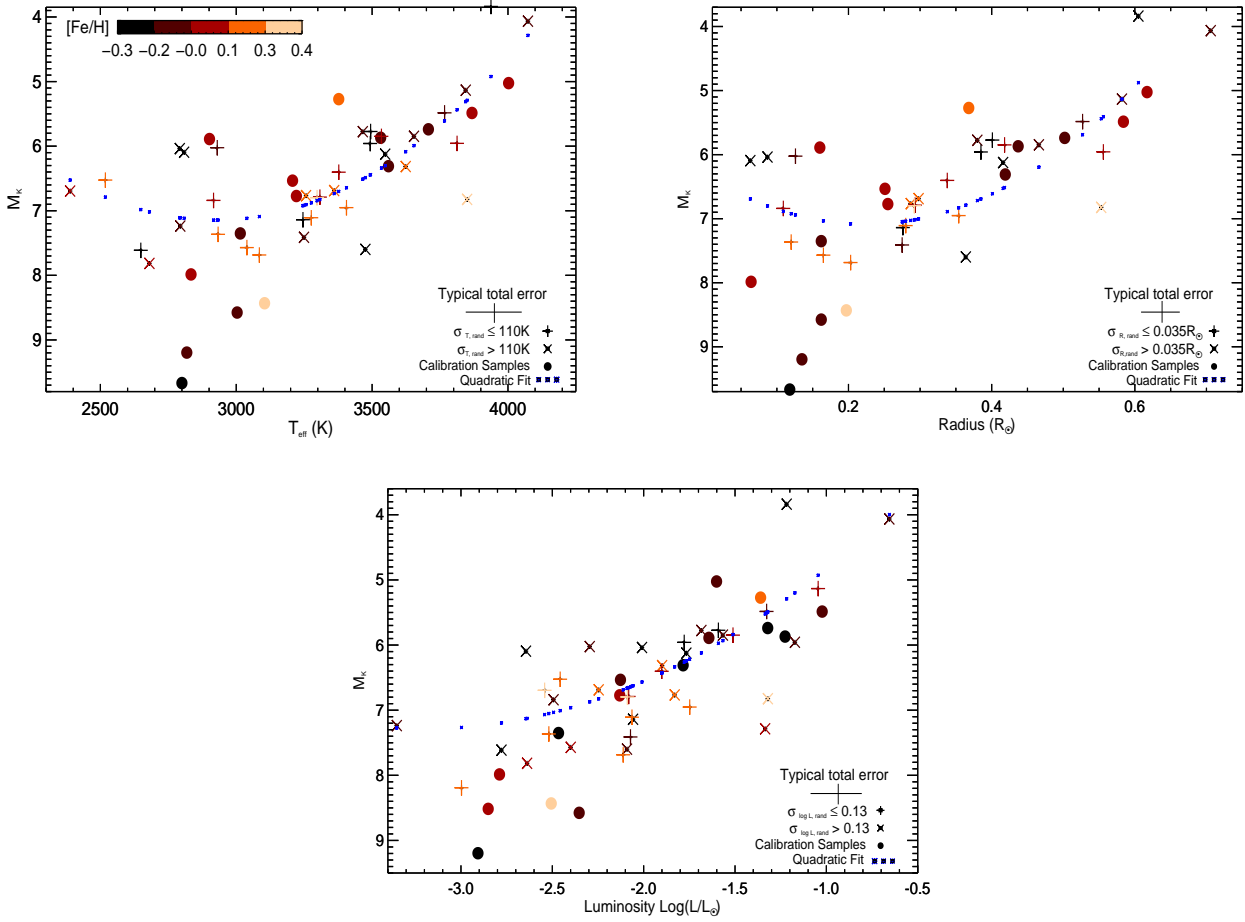 [Fe/H]
−0.3 −0.2 −0.0 0.1 0.3 0.4
4
5
6
7
8
9
M_K
Typical total error
σ_T, rand ≤ 110K
σ_T, rand > 110K
Calibration Samples
Quadratic Fit
2500 3000 3500 4000
T_eff (K)
4
5
6
7
8
9
M_K
Typical total error
σ_R, rand ≤ 0.035R_⊙
σ_R,rand > 0.035R_⊙
Calibration Samples
Quadratic Fit
0.2 0.4 0.6
Radius (R_⊙)
4
5
6
7
8
9
M_K
Typical total error
σ_log L, rand ≤ 0.13
σ_log L, rand > 0.13
Calibration Samples
Quadratic Fit
-3.0 -2.5 -2.0 -1.5 -1.0 -0.5
Luminosity Log(L/L_⊙)